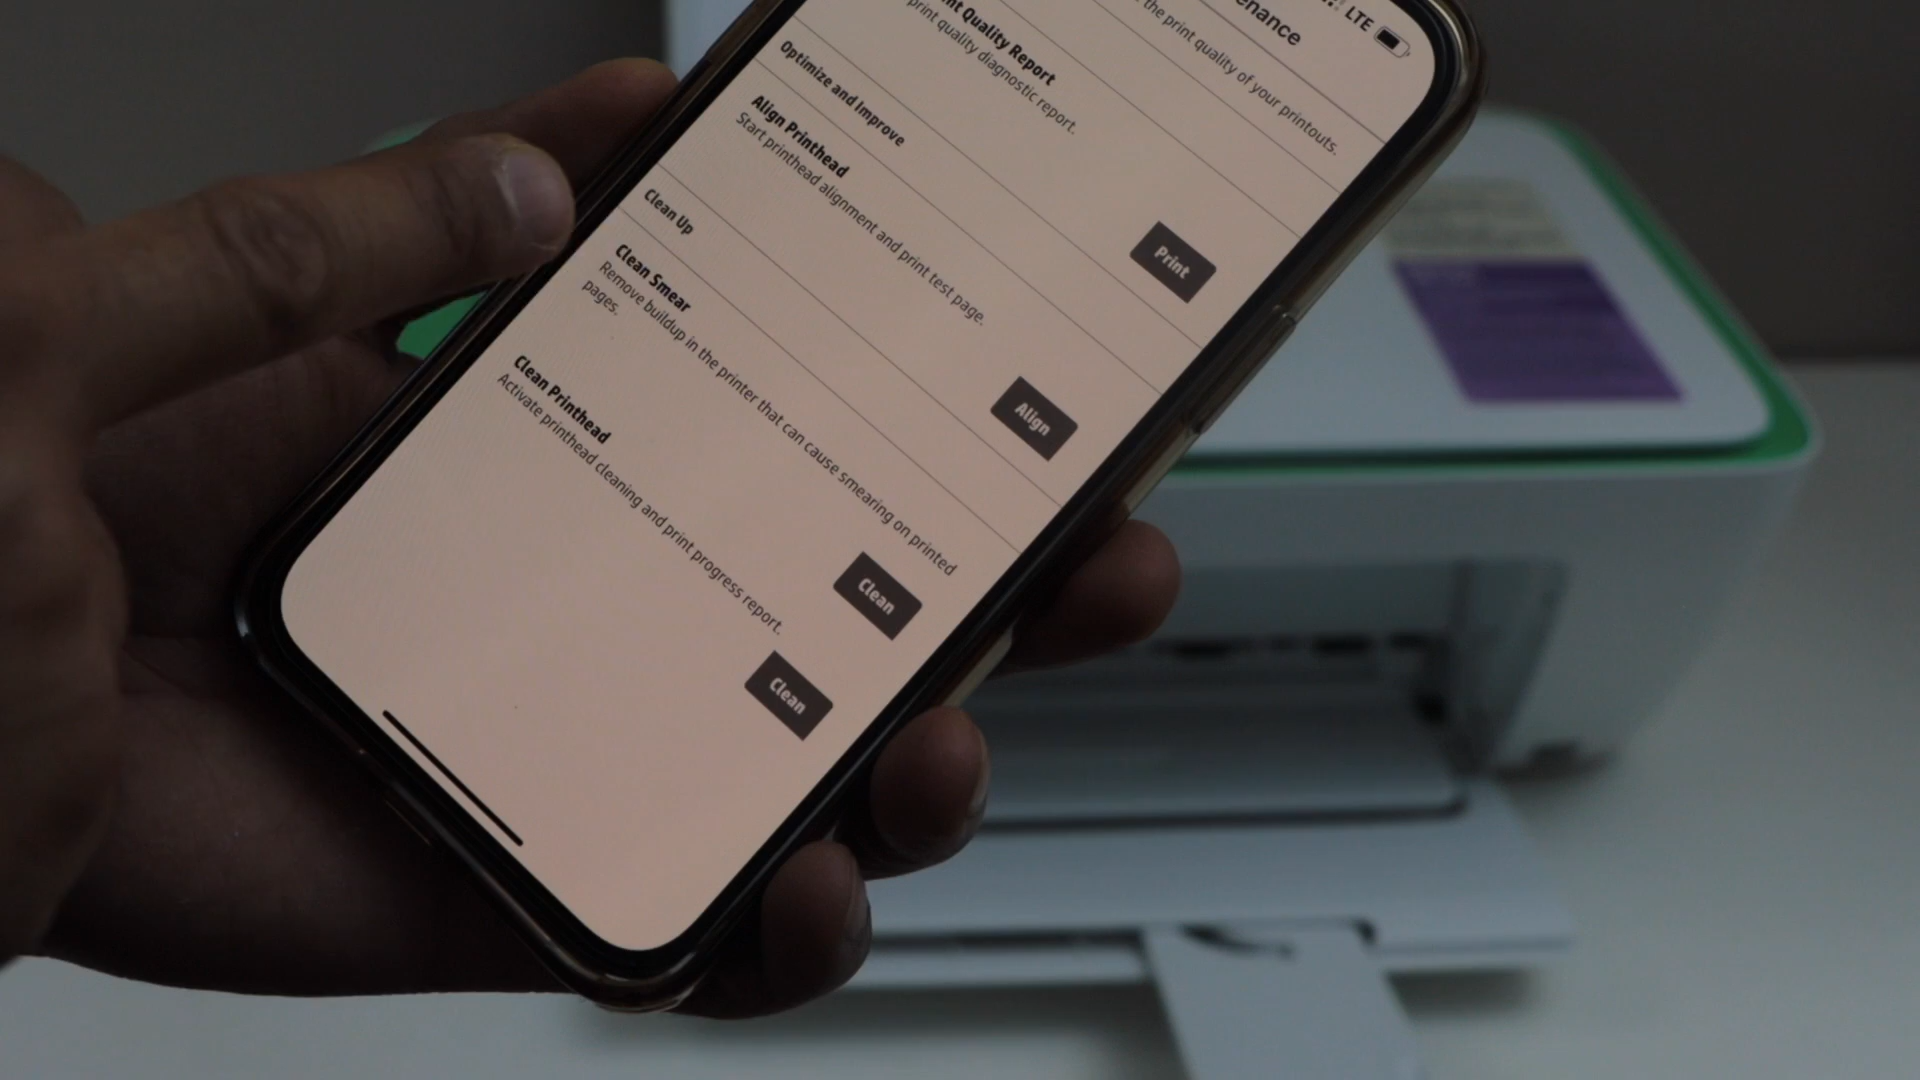 LTE
the print quality of your printouts.
Quality Report
print quality diagnostic report.
Print
Optimize and Improve
Align Printhead
Start printhead alignment and print test page.
Align
Clean Up
Clean Smear
Remove buildup in the printer that can cause smearing on printed
pages.
Clean
Clean Printhead
Activate printhead cleaning and print progress report.
Clean